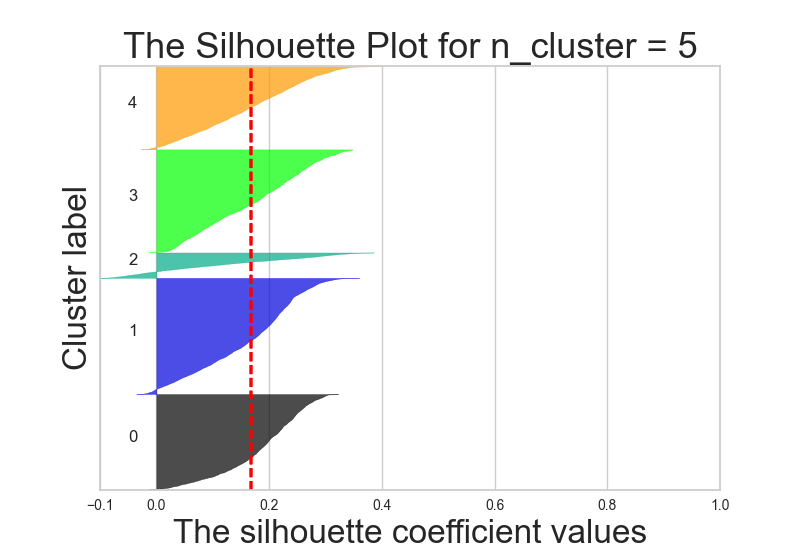 The Silhouette Plot for n_cluster = 5
Cluster label
4
3
2
1
0
−0.1 0.0 0.2 0.4 0.6 0.8 1.0
The silhouette coefficient values